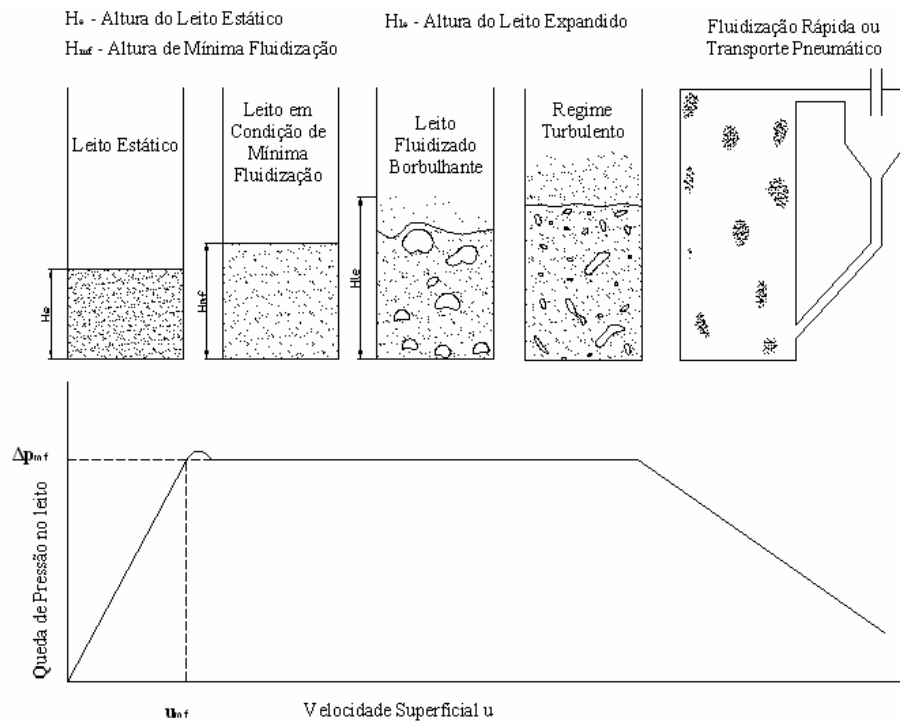 He - Altura do Leito Estático
Hmf - Altura de Mínima Fluidização
Hle - Altura do Leito Expandido
Fluidização Rápida ou
Transporte Pneumático
Leito Estático
Leito em
Condição de
Mínima
Fluidização
Leito
Fluidizado
Borbulhante
Regime
Turbulento
He
Hmf
Hle
Δpmf
Queda de Pressão no leito
umf
Velocidade Superficial u